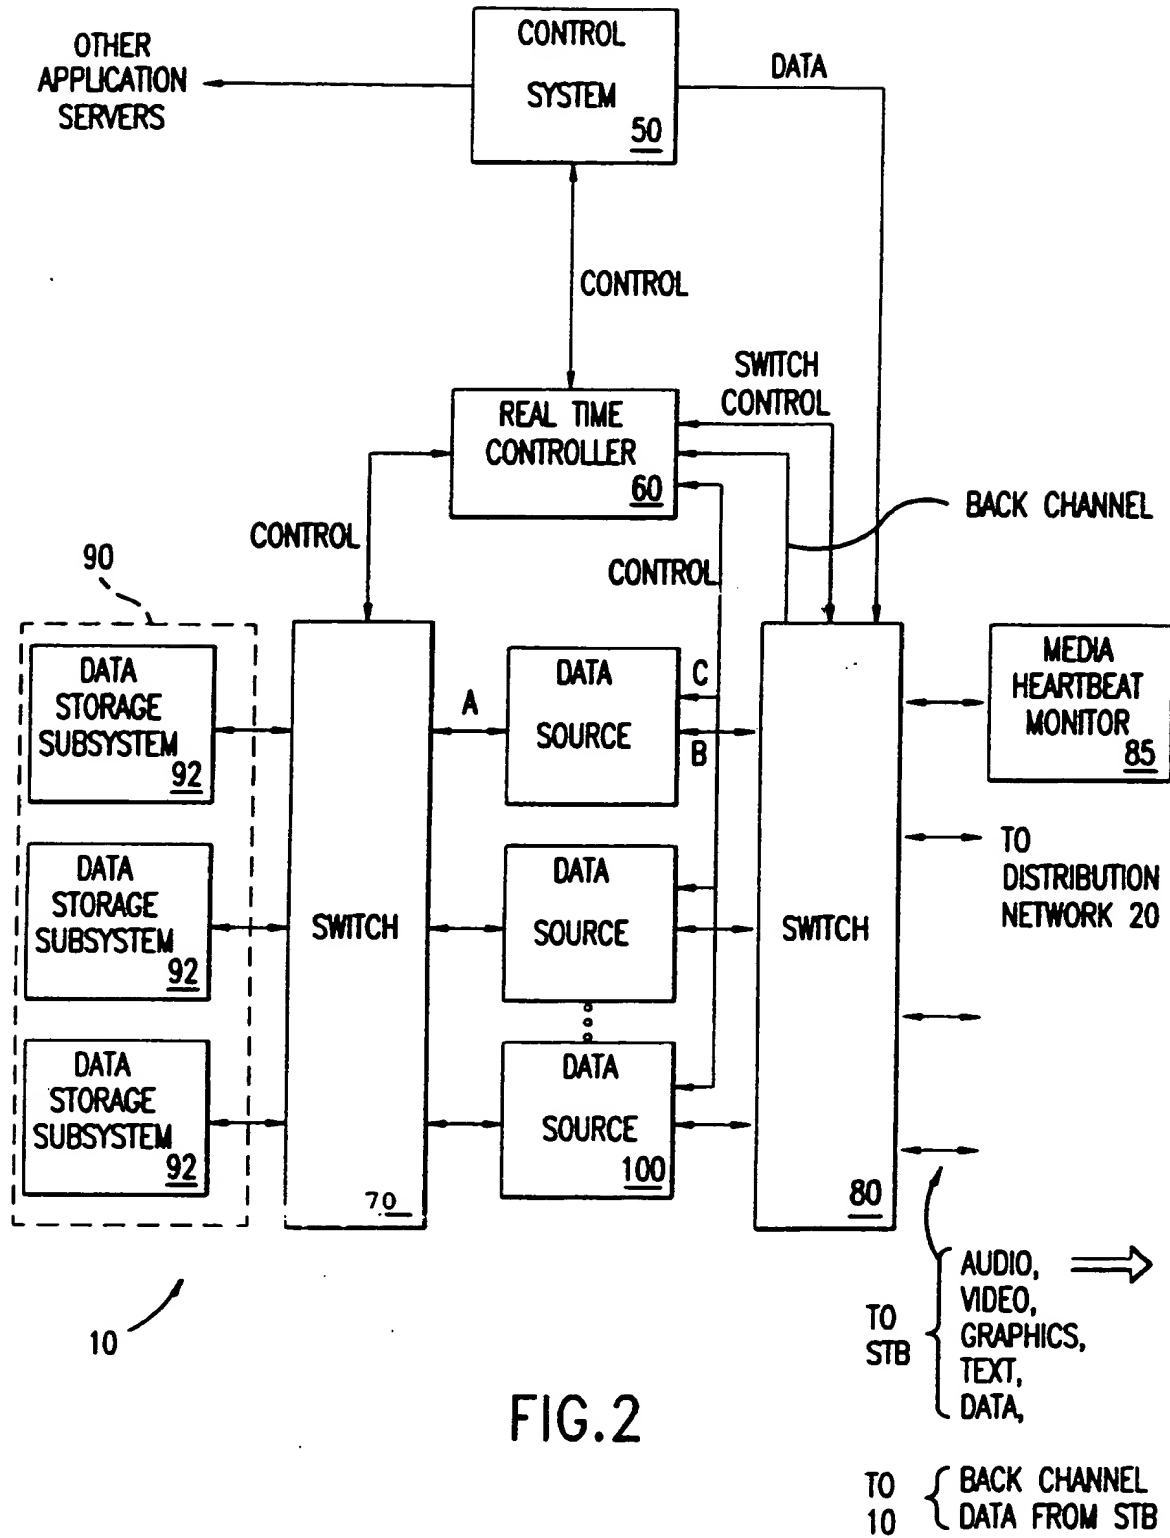 OTHER
APPLICATION
SERVERS
CONTROL
SYSTEM
50
DATA
CONTROL
SWITCH
CONTROL
REAL TIME
CONTROLLER
60
BACK CHANNEL
CONTROL
CONTROL
90
DATA
STORAGE
SUBSYSTEM
92
DATA
STORAGE
SUBSYSTEM
92
DATA
STORAGE
SUBSYSTEM
92
SWITCH
70
A
DATA
SOURCE
C
B
DATA
SOURCE
DATA
SOURCE
100
SWITCH
80
MEDIA
HEARTBEAT
MONITOR
85
TO
DISTRIBUTION
NETWORK 20
10
TO
STB
AUDIO,
VIDEO,
GRAPHICS,
TEXT,
DATA,
FIG.2
TO
10
BACK CHANNEL
DATA FROM STB